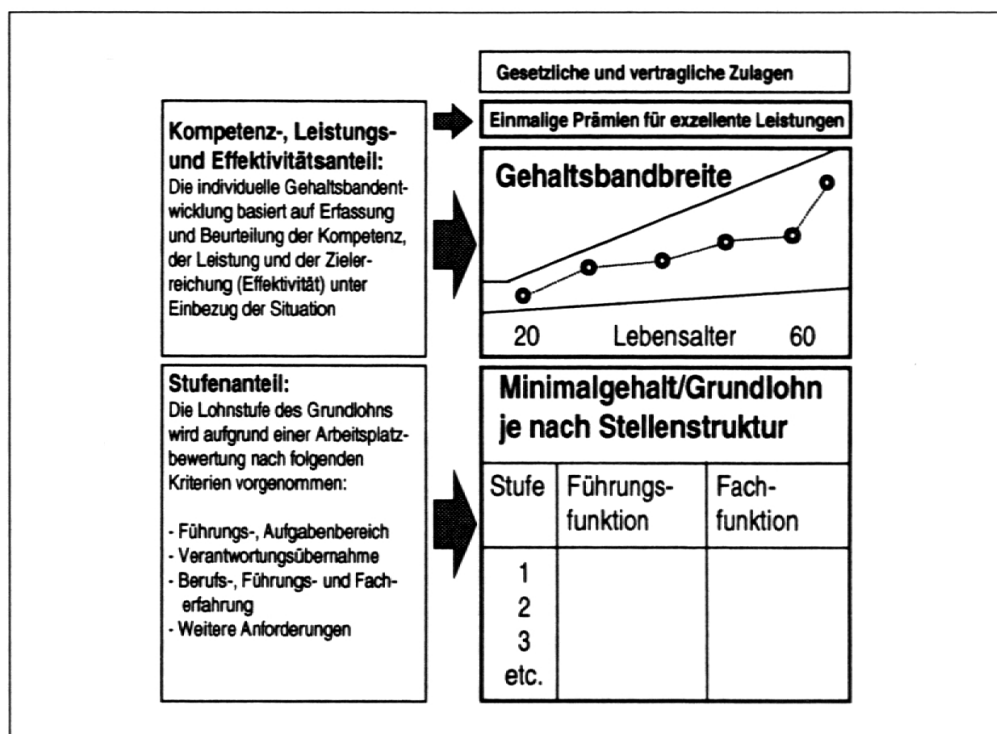 Gesetzliche und vertragliche Zulagen
Einmalige Prämien für exzellente Leistungen
Kompetenz-, Leistungs-
und Effektivitätsanteil:
Die individuelle Gehaltsbandent-
wicklung basiert auf Erfassung
und Beurteilung der Kompetenz,
der Leistung und der Zieler-
reichung (Effektivität) unter
Einbezug der Situation
Gehaltsbandbreite
20 Lebensalter 60
Stufenanteil:
Die Lohnstufe des Grundlohns
wird aufgrund einer Arbeitsplatz-
bewertung nach folgenden
Kriterien vorgenommen:
- Führungs-, Aufgabenbereich
- Verantwortungsübernahme
- Berufs-, Führungs- und Fach-
erfahrung
- Weitere Anforderungen
Minimalgehalt/Grundlohn
je nach Stellenstruktur
Stufe Führungs- Fach-
funktion funktion
1
2
3
etc.